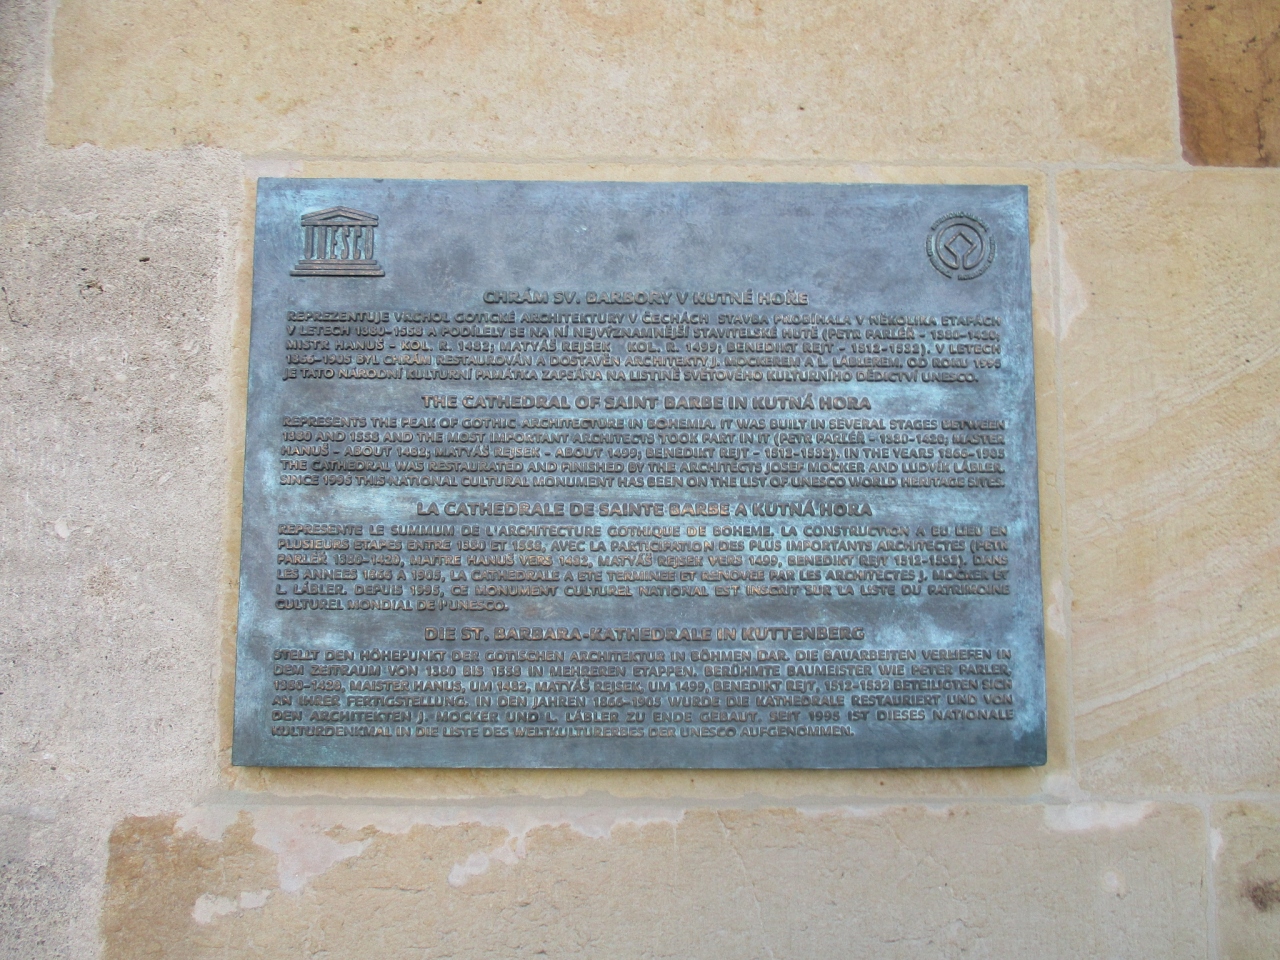 UNESCO
CHRÁM SV. BARBORY V KUTNÉ HOŘE
REPREZENTUJE VRCHOL GOTICKÉ ARCHITEKTURY V ČECHÁCH STAVBA PROBÍHALA V NĚKOLIKA ETAPÁCH
V LETECH 1380-1558 A PODÍLELY SE NA NÍ NEJVÝZNAMNĚJŠÍ STAVITELSKÉ HUTĚ (PETR PARLÉŘ - 1380-1420,
MISTR HANUŠ - KOL. R. 1482; MATYÁŠ REJSEK - KOL. R. 1499; BENEDIKT REJT - 1512-1532). V LETECH
1866-1905 BYL CHRÁM RESTAUROVÁN A DOSTAVĚN ARCHITEKTY J. MOCKEREM A L. LÁBLEREM, OD ROKU 1995
JE TATO NÁRODNÍ KULTURNÍ PAMÁTKA ZAPSÁNA NA LISTINĚ SVĚTOVÉHO KULTURNÍHO DĚDICTVÍ UNESCO.
THE CATHEDRAL OF SAINT BARBE IN KUTNÁ HORA
REPRESENTS THE PEAK OF GOTHIC ARCHITECTURE IN BOHEMIA. IT WAS BUILT IN SEVERAL STAGES BETWEEN
1380 AND 1558 AND THE MOST IMPORTANT ARCHITECTS TOOK PART IN IT (PETR PARLÉŘ - 1380-1420; MASTER
HANUŠ - ABOUT 1482; MATYÁŠ REJSEK - ABOUT 1499; BENEDIKT REJT - 1512-1532). IN THE YEARS 1866-1905
THE CATHEDRAL WAS RESTAURATED AND FINISHED BY THE ARCHITECTS JOSEF MOCKER AND LUDVÍK LÁBLER.
SINCE 1995 THIS NATIONAL CULTURAL MONUMENT HAS BEEN ON THE LIST OF UNESCO WORLD HERITAGE SITES.
LA CATHEDRALE DE SAINTE BARBE A KUTNÁ HORA
REPRESENTE LE SUMMUM DE L'ARCHITECTURE GOTHIQUE DE BOHEME. LA CONSTRUCTION A EU LIEU EN
PLUSIEURS ETAPES ENTRE 1380 ET 1558, AVEC LA PARTICIPATION DES PLUS IMPORTANTS ARCHITECTES (PETR
PARLER 1380-1420, MAITRE HANUS VERS 1482, MATYÁŠ REJSEK VERS 1499, BENEDIKT REJT 1512-1532). DANS
LES ANNEES 1866 A 1905, LA CATHEDRALE A ETE TERMINEE ET RENOVEE PAR LES ARCHITECTES J. MOCKER ET
L. LÁBLER. DEPUIS 1995, CE MONUMENT CULTUREL NATIONAL EST INSCRIT SUR LA LISTE DU PATRIMOINE
CULTUREL MONDIAL DE l'UNESCO.
DIE ST. BARBARA-KATHEDRALE IN KUTTENBERG
STELLT DEN HÖHEPUNKT DER GOTISCHEN ARCHITEKTUR IN BÖHMEN DAR. DIE BAUARBEITEN VERLIEFEN IN
DEM ZEITRAUM VON 1380 BIS 1558 IN MEHREREN ETAPPEN. BERÜHMTE BAUMEISTER WIE PETER PARLER,
1380-1420, MAISTER HANUS, UM 1482, MATYÁŠ REJSEK, UM 1499, BENEDIKT REJT, 1512-1532 BETEILIGTEN SICH
AN IHRER FERTIGSTELLUNG. IN DEN JAHREN 1866-1905 WURDE DIE KATHEDRALE RESTAURIERT UND VON
DEN ARCHITEKTEN J. MOCKER UND L. LÁBLER ZU ENDE GEBAUT. SEIT 1995 IST DIESES NATIONALE
KULTURDENKMAL IN DIE LISTE DES WELTKULTURERBES DER UNESCO AUFGENOMMEN.